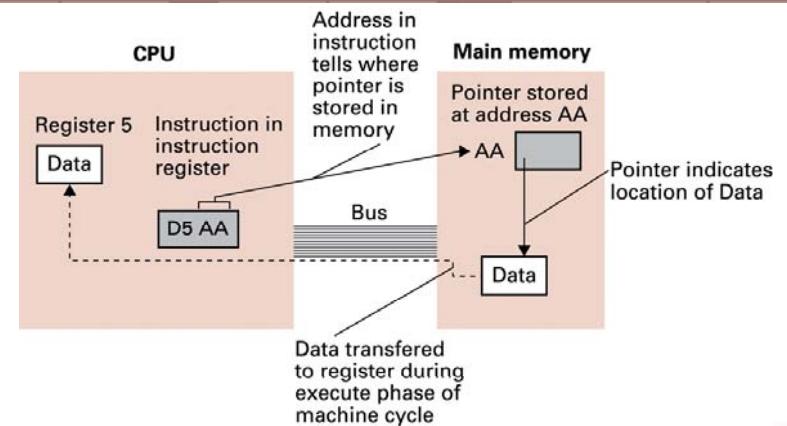 Address in
instruction
tells where
pointer is
stored in
memory
CPU
Main memory
Register 5
Data
Instruction in
instruction
register
D5 AA
Bus
Pointer stored
at address AA
AA
Pointer indicates
location of Data
Data
Data transfered
to register during
execute phase of
machine cycle